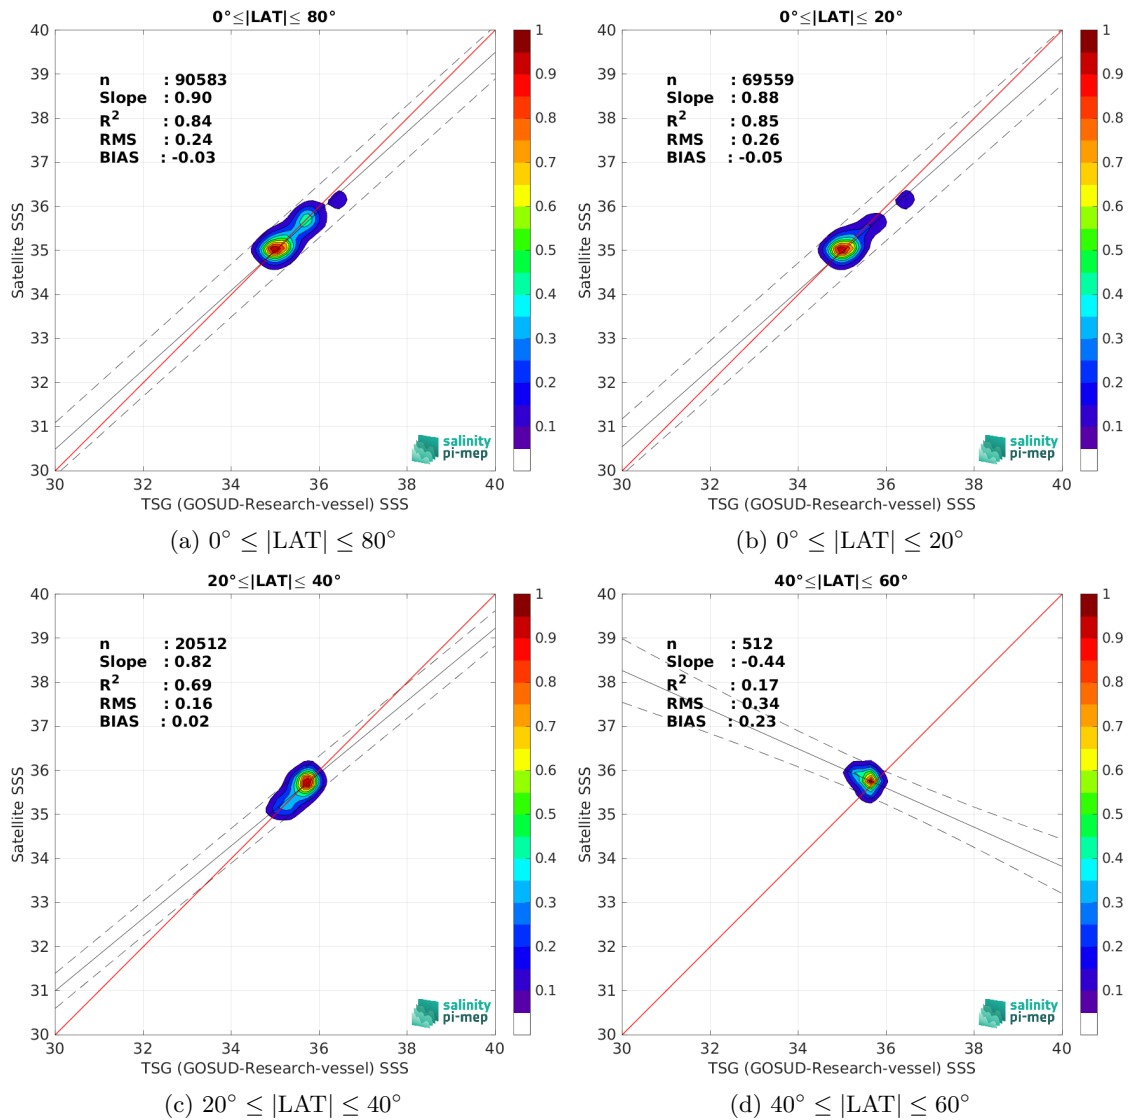 0°≤|LAT|≤ 80°
40
39
38
37
36
35
34
33
32
31
30
Satellite SSS
n : 90583
Slope : 0.90
R² : 0.84
RMS : 0.24
BIAS : -0.03
1
0.9
0.8
0.7
0.6
0.5
0.4
0.3
0.2
0.1
salinity
pi-mep
30 32 34 36 38 40
TSG (GOSUD-Research-vessel) SSS
(a) 0° ≤ |LAT| ≤ 80°
0°≤|LAT|≤ 20°
40
39
38
37
36
35
34
33
32
31
30
Satellite SSS
n : 69559
Slope : 0.88
R² : 0.85
RMS : 0.26
BIAS : -0.05
1
0.9
0.8
0.7
0.6
0.5
0.4
0.3
0.2
0.1
salinity
pi-mep
30 32 34 36 38 40
TSG (GOSUD-Research-vessel) SSS
(b) 0° ≤ |LAT| ≤ 20°
20°≤|LAT|≤ 40°
40
39
38
37
36
35
34
33
32
31
30
Satellite SSS
n : 20512
Slope : 0.82
R² : 0.69
RMS : 0.16
BIAS : 0.02
1
0.9
0.8
0.7
0.6
0.5
0.4
0.3
0.2
0.1
salinity
pi-mep
30 32 34 36 38 40
TSG (GOSUD-Research-vessel) SSS
(c) 20° ≤ |LAT| ≤ 40°
40°≤|LAT|≤ 60°
40
39
38
37
36
35
34
33
32
31
30
Satellite SSS
n : 512
Slope : -0.44
R² : 0.17
RMS : 0.34
BIAS : 0.23
1
0.9
0.8
0.7
0.6
0.5
0.4
0.3
0.2
0.1
salinity
pi-mep
30 32 34 36 38 40
TSG (GOSUD-Research-vessel) SSS
(d) 40° ≤ |LAT| ≤ 60°